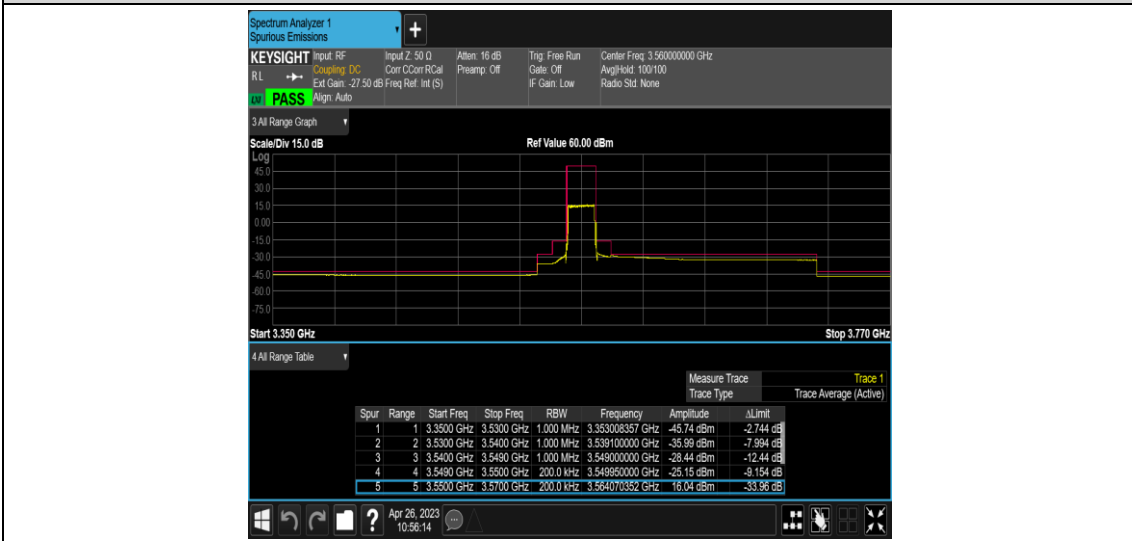 Spectrum Analyzer 1
Spurious Emissions
+
KEYSIGHT Input: RF Input Z: 50 Ω Atten: 16 dB Trig: Free Run Center Freq: 3.560000000 GHz
RL Coupling: DC Corr CCorr RCal Preamp: Off Gate: Off Avg|Hold: 100/100
Ext Gain: -27.50 dB Freq Ref: Int (S) IF Gain: Low Radio Std: None
LXI PASS Align: Auto
3 All Range Graph
Scale/Div 15.0 dB Ref Value 60.00 dBm
Log
45.0
30.0
15.0
0.00
-15.0
-30.0
-45.0
-60.0
-75.0
Start 3.350 GHz Stop 3.770 GHz
4 All Range Table
Measure Trace Trace 1
Trace Type Trace Average (Active)
Spur Range Start Freq Stop Freq RBW Frequency Amplitude ΔLimit
1 1 3.3500 GHz 3.5300 GHz 1.000 MHz 3.353008357 GHz -45.74 dBm -2.744 dB
2 2 3.5300 GHz 3.5400 GHz 1.000 MHz 3.539100000 GHz -35.99 dBm -7.994 dB
3 3 3.5400 GHz 3.5490 GHz 1.000 MHz 3.549000000 GHz -28.44 dBm -12.44 dB
4 4 3.5490 GHz 3.5500 GHz 200.0 kHz 3.549950000 GHz -25.15 dBm -9.154 dB
5 5 3.5500 GHz 3.5700 GHz 200.0 kHz 3.564070352 GHz 16.04 dBm -33.96 dB
? Apr 26, 2023
10:56:14